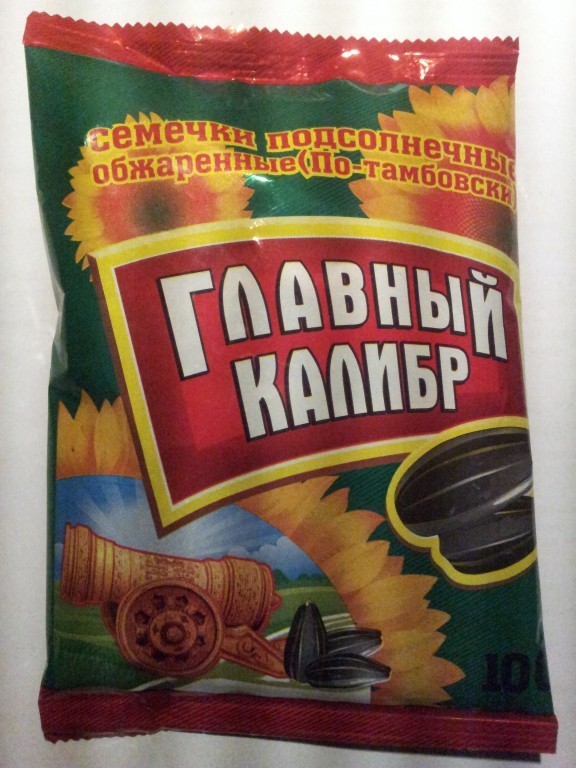 семечки подсолнечные
обжаренные(По-тамбовски)
ГЛАВНЫЙ
КАЛИБР